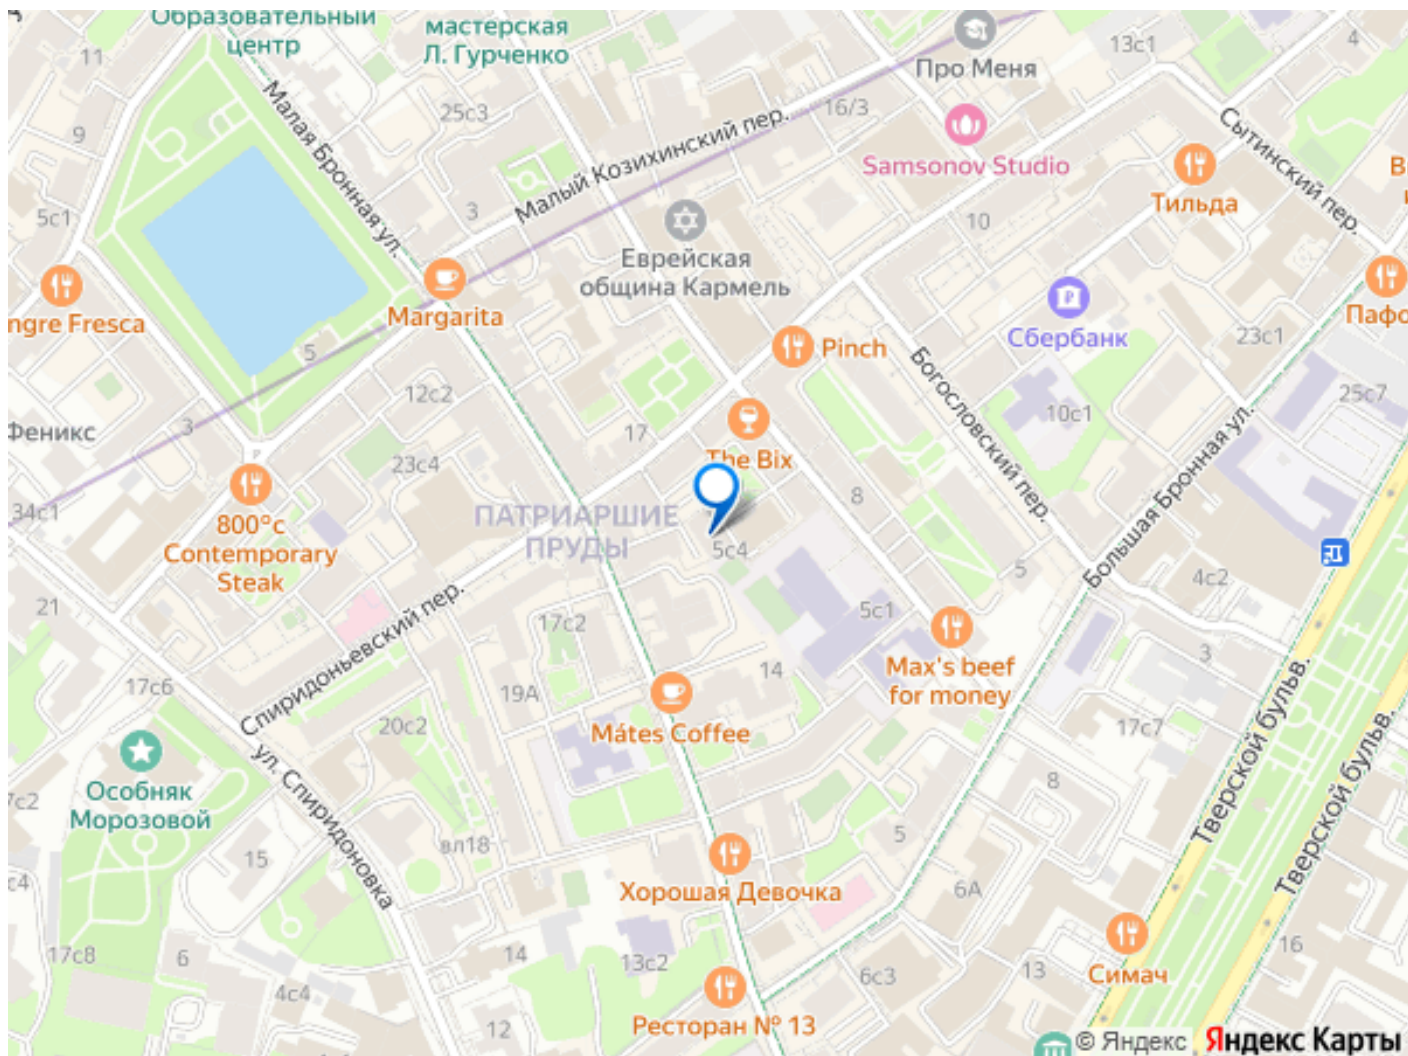 Образовательный
центр
мастерская
Л. Гурченко
Про Меня
13с1
4
11
9
25с3
16/3
Малая Бронная ул.
Малый Козихинский пер.
Samsonov Studio
Сытинский пер.
Тильда
5с1
3
10
Еврейская
община Кармель
ngre Fresca
Margarita
Сбербанк
Пафо
5
Pinch
23с1
12с2
Богословский пер.
10с1
25с7
Феникс
3
17
The Bix
23с4
8
Большая Бронная ул.
34с1
800°c
Contemporary
Steak
ПАТРИАРШИЕ
ПРУДЫ
5с4
5
4с2
21
Спиридоньевский пер.
17с2
5с1
Max's beef
for money
3
17с6
19А
14
20с2
Mátes Coffee
17с7
Тверской бульв.
Тверской бульв.
ул. Спиридоновка
Особняк
Морозовой
7с2
8
15
вл18
5
с4
Хорошая Девочка
6А
17с8
6
14
13с2
6с3
13
16
Симач
4с4
12
Ресторан № 13
© Яндекс
Яндекс Карты